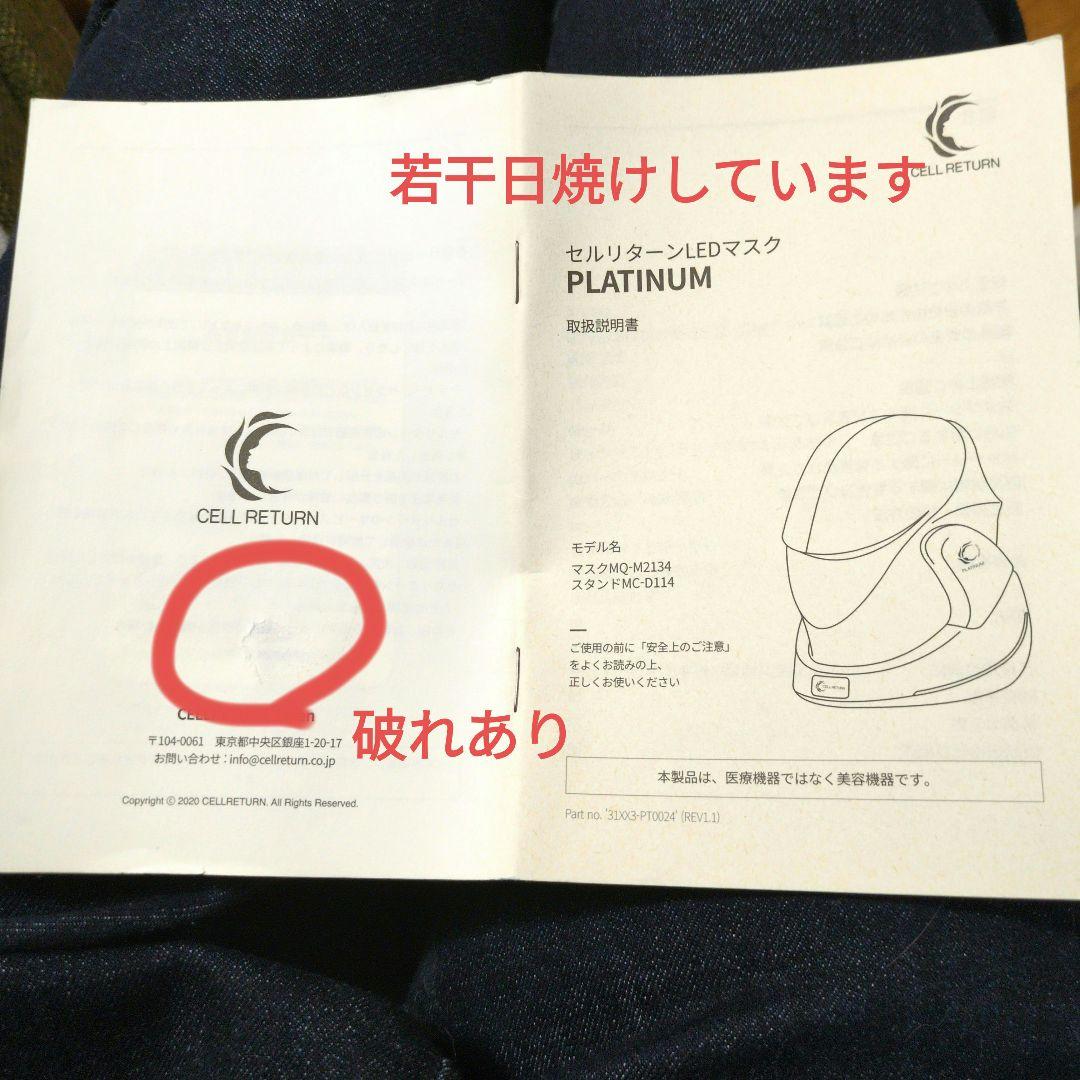 若干日焼けしています
CELL RETURN
セルリターンLEDマスク
PLATINUM
取扱説明書
モデル名
マスクMQ-M2134
スタンドMC-D114
ご使用の前に「安全上のご注意」
をよくお読みの上、
正しくお使いください
PLATINUM
CELL RETURN
本製品は、医療機器ではなく美容機器です。
Part no. '31XX3-PT0024' (REV1.1)
CELL RETURN
破れあり
〒104-0061 東京都中央区銀座1-20-17
お問い合わせ：info@cellreturn.co.jp
Copyright © 2020 CELLRETURN. All Rights Reserved.